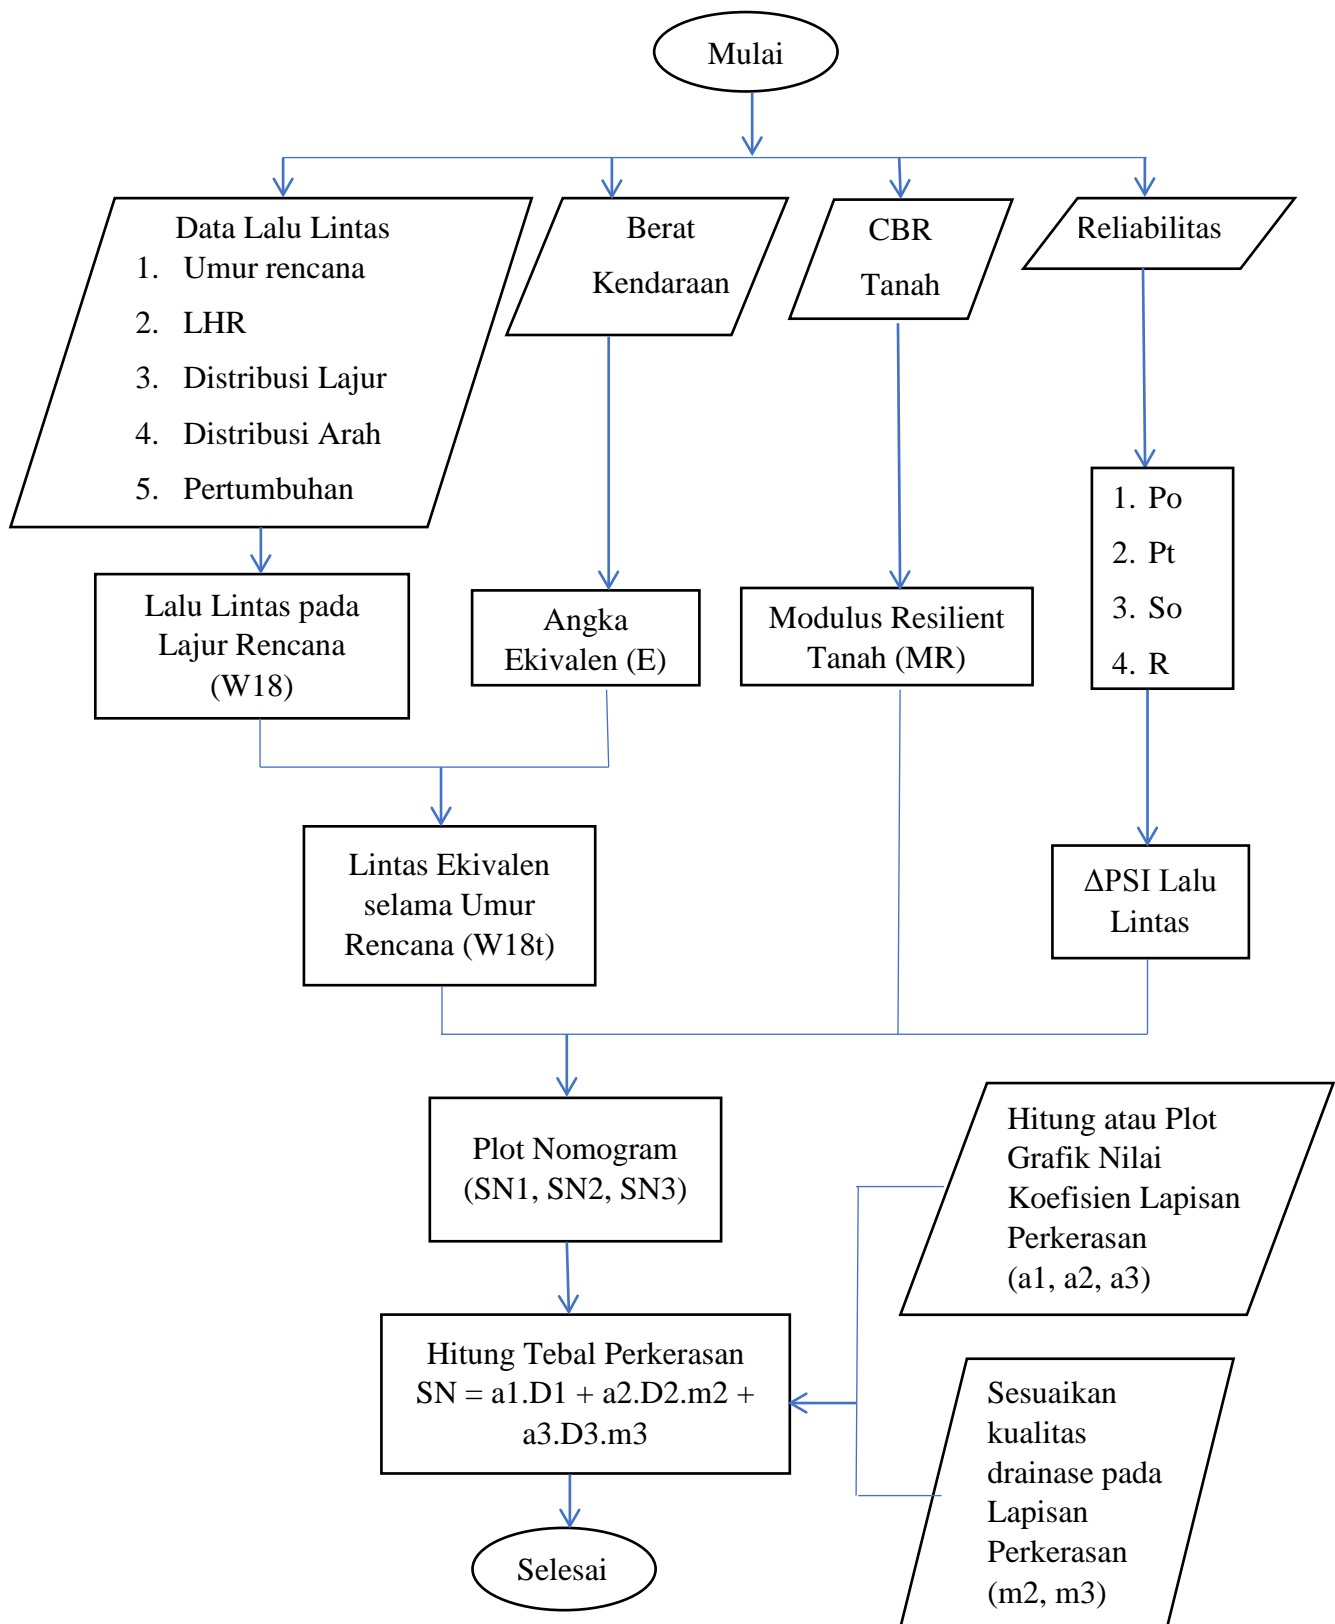 Mulai
Data Lalu Lintas
1. Umur rencana
2. LHR
3. Distribusi Lajur
4. Distribusi Arah
5. Pertumbuhan
Berat
Kendaraan
CBR
Tanah
Reliabilitas
1. Po
2. Pt
3. So
4. R
Lalu Lintas pada
Lajur Rencana
(W18)
Angka
Ekivalen (E)
Modulus Resilient
Tanah (MR)
Lintas Ekivalen
selama Umur
Rencana (W18t)
ΔPSI Lalu
Lintas
Plot Nomogram
(SN1, SN2, SN3)
Hitung atau Plot
Grafik Nilai
Koefisien Lapisan
Perkerasan
(a1, a2, a3)
Hitung Tebal Perkerasan
SN = a1.D1 + a2.D2.m2 +
a3.D3.m3
Sesuaikan
kualitas
drainase pada
Lapisan
Perkerasan
(m2, m3)
Selesai